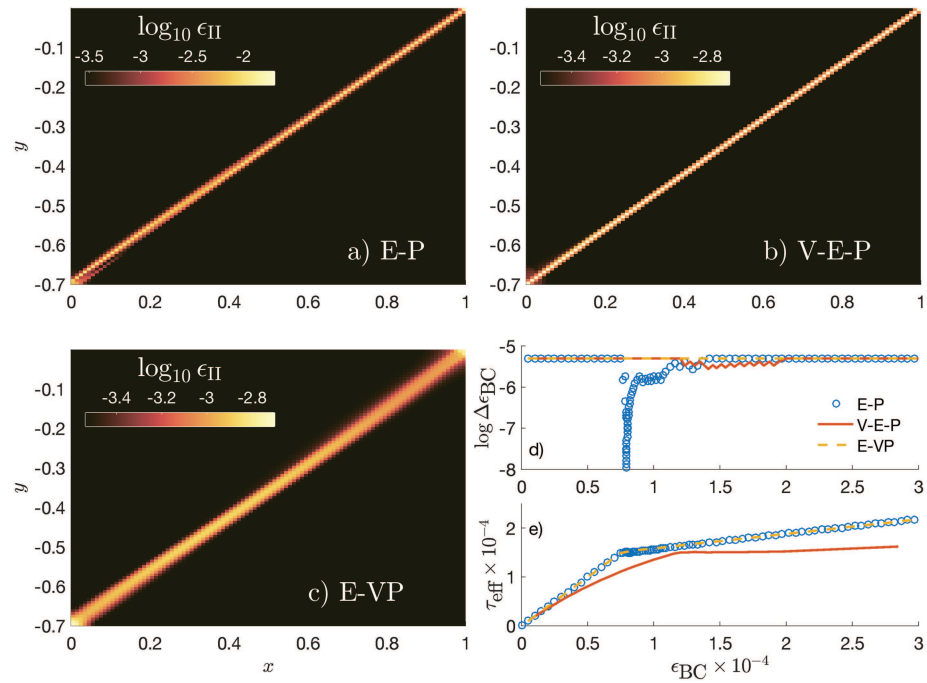 log₁₀ ϵ_II
-3.5 -3 -2.5 -2
-0.1
-0.2
-0.3
-0.4
-0.5
-0.6
-0.7
y
0 0.2 0.4 0.6 0.8 1
a) E-P
log₁₀ ϵ_II
-3.4 -3.2 -3 -2.8
-0.1
-0.2
-0.3
-0.4
-0.5
-0.6
-0.7
0 0.2 0.4 0.6 0.8 1
b) V-E-P
log₁₀ ϵ_II
-3.4 -3.2 -3 -2.8
-0.1
-0.2
-0.3
-0.4
-0.5
-0.6
-0.7
y
0 0.2 0.4 0.6 0.8 1
x
c) E-VP
log Δϵ_BC
-5
-6
-7
-8
E-P
V-E-P
E-VP
d)
0 0.5 1 1.5 2 2.5 3
e)
τ_eff × 10⁻⁴
2
1
0
0 0.5 1 1.5 2 2.5 3
ϵ_BC × 10⁻⁴